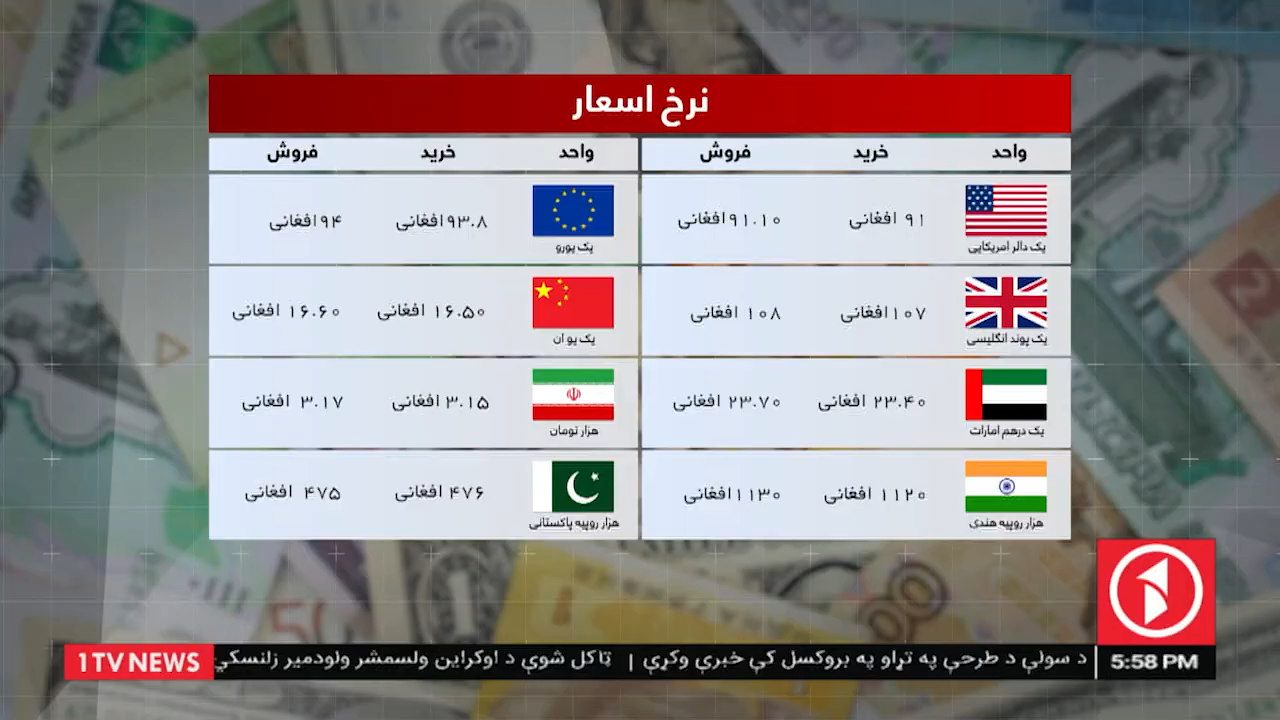 نرخ اسعار
واحد خرید فروش
۹۱ افغانی ۹۱.۱۰افغانی
یک دالر امریکایی
۱۰۷افغانی ۱۰۸ افغانی
یک پوند انگلیسی
۲۳.۴۰ افغانی ۲۳.۷۰ افغانی
یک درهم امارات
۱۱۲۰ افغانی ۱۱۳۰افغانی
هزار روپیه هندی
واحد خرید فروش
۹۳.۸افغانی ۹۴افغانی
یک یورو
۱۶.۵۰ افغانی ۱۶.۶۰ افغانی
یک یو ان
۳.۱۵ افغانی ۳.۱۷ افغانی
هزار تومان
۴۷۶ افغانی ۴۷۵ افغانی
هزار روپیه پاکستانی
1TV NEWS
د سولې د طرحې په تړاو په بروکسل کې خبرې وکړې | ټاکل شوې د اوکراین ولسمشر ولودمیر زلنسکي
5:58 PM